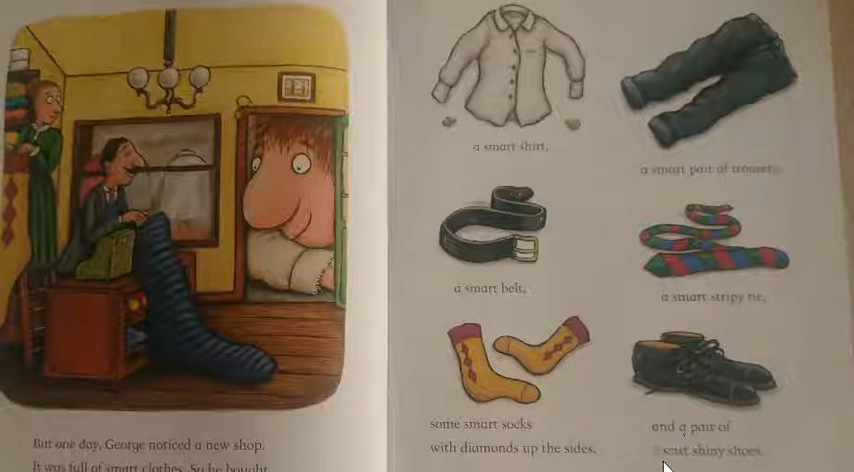 But one day, George noticed a new shop.
It was full of smart clothes. So he bought
a smart shirt,
a smart pair of trousers,
a smart belt,
a smart stripy tie,
some smart socks
with diamonds up the sides,
and a pair of
smart shiny shoes.